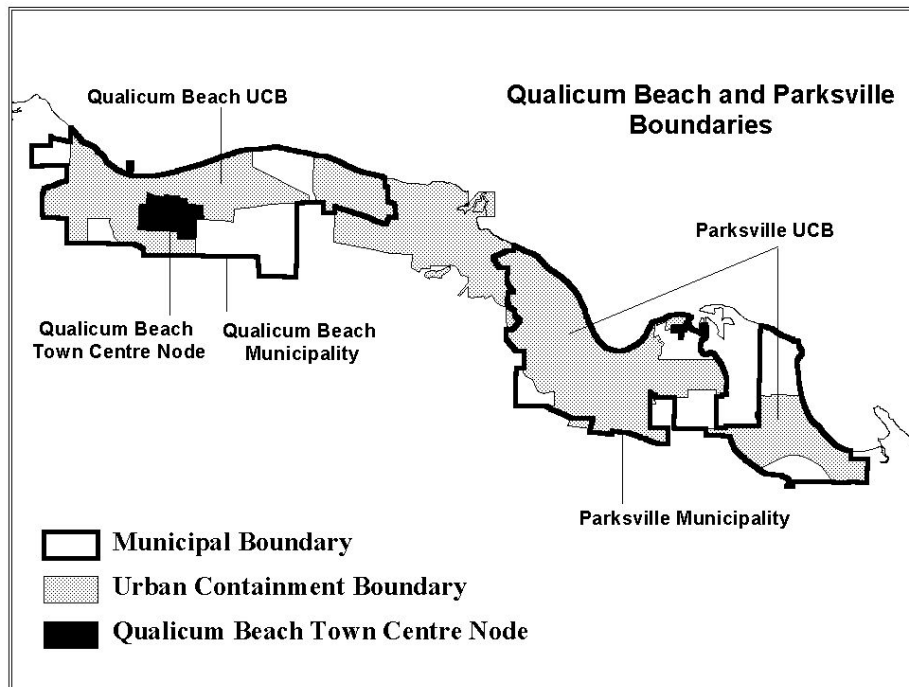 Qualicum Beach and Parksville
Boundaries
Qualicum Beach UCB
Parksville UCB
Qualicum Beach
Town Centre Node
Qualicum Beach
Municipality
Parksville Municipality
Municipal Boundary
Urban Containment Boundary
Qualicum Beach Town Centre Node